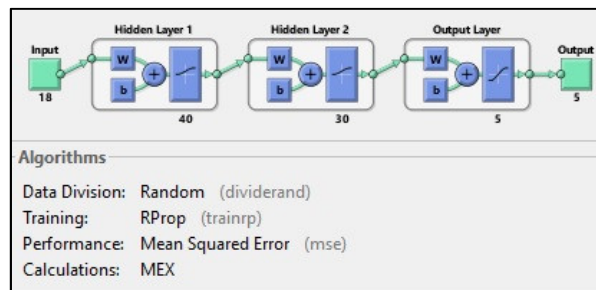 Hidden Layer 1 Hidden Layer 2 Output Layer
Input Output
W W W
+ + +
b b b
18 40 30 5 5
Algorithms
Data Division: Random (dividerand)
Training: RProp (trainrp)
Performance: Mean Squared Error (mse)
Calculations: MEX